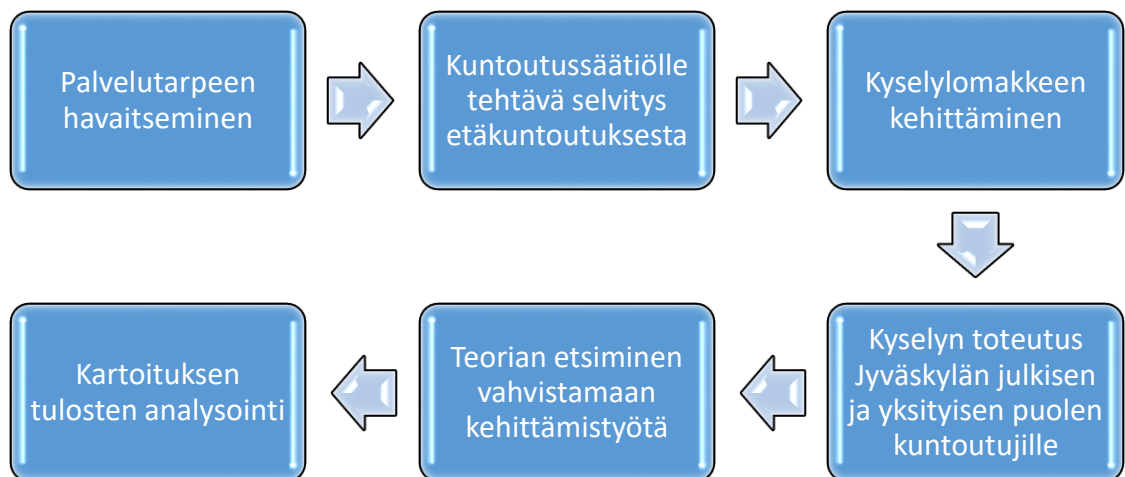 Palvelutarpeen
havaitseminen
Kuntoutussäätiölle
tehtävä selvitys
etäkuntoutuksesta
Kyselylomakkeen
kehittäminen
Kyselyn toteutus
Jyväskylän julkisen
ja yksityisen puolen
kuntoutujille
Teorian etsiminen
vahvistamaan
kehittämistyötä
Kartoituksen
tulosten analysointi